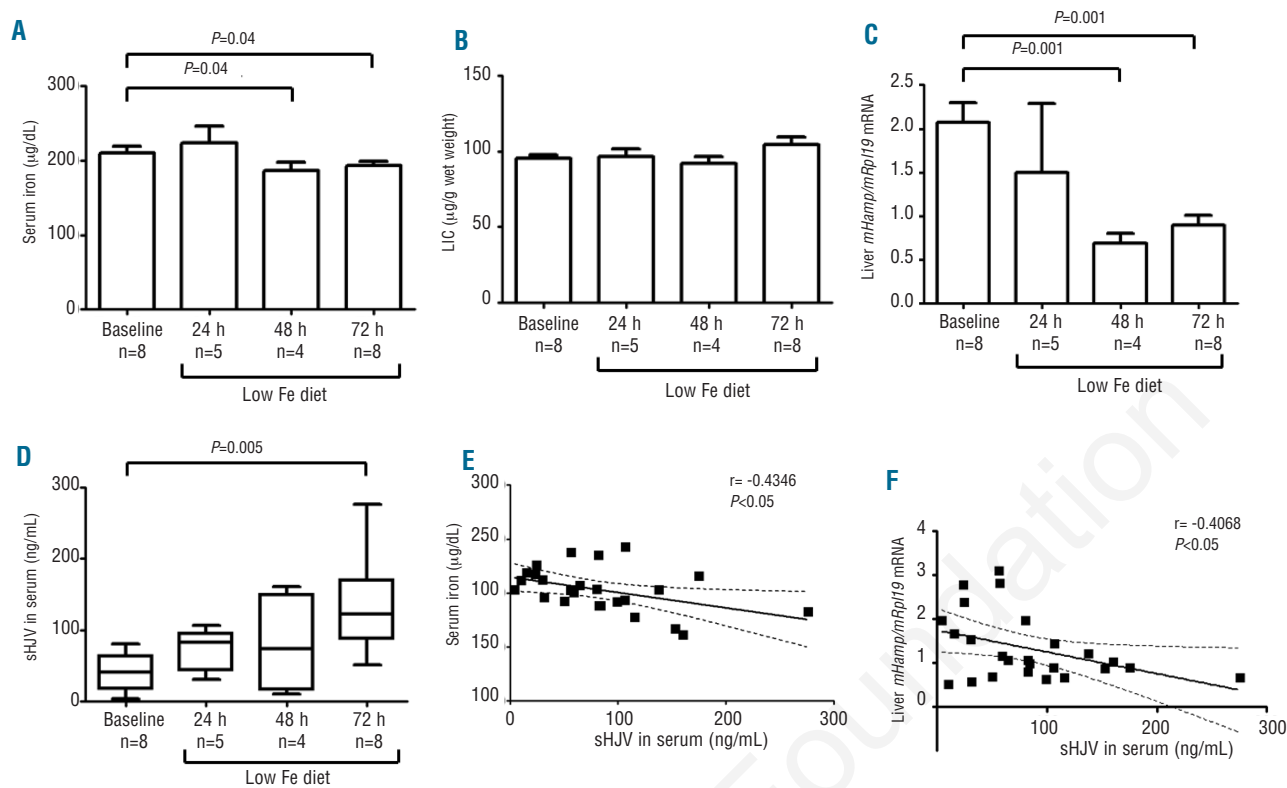 A
P=0.04
P=0.04
Serum iron (µg/dL)
300
200
100
0
Baseline 24 h 48 h 72 h
n=8 n=5 n=4 n=8
Low Fe diet
B
LIC (µg/g wet weight)
150
100
50
0
Baseline 24 h 48 h 72 h
n=8 n=5 n=4 n=8
Low Fe diet
C
P=0.001
P=0.001
Liver mHamp/mRpl19 mRNA
2.5
2.0
1.5
1.0
0.5
0.0
Baseline 24 h 48 h 72 h
n=8 n=5 n=4 n=8
Low Fe diet
D
P=0.005
sHJV in serum (ng/mL)
300
200
100
0
Baseline 24 h 48 h 72 h
n=8 n=5 n=4 n=8
Low Fe diet
E
r= -0.4346
P<0.05
Serum iron (µg/dL)
300
250
200
100
150
100
0 100 200 300
sHJV in serum (ng/mL)
F
r= -0.4068
P<0.05
Liver mHamp/mRpl19 mRNA
4
3
2
1
0
100 200 300
sHJV in serum (ng/mL)
Foundation